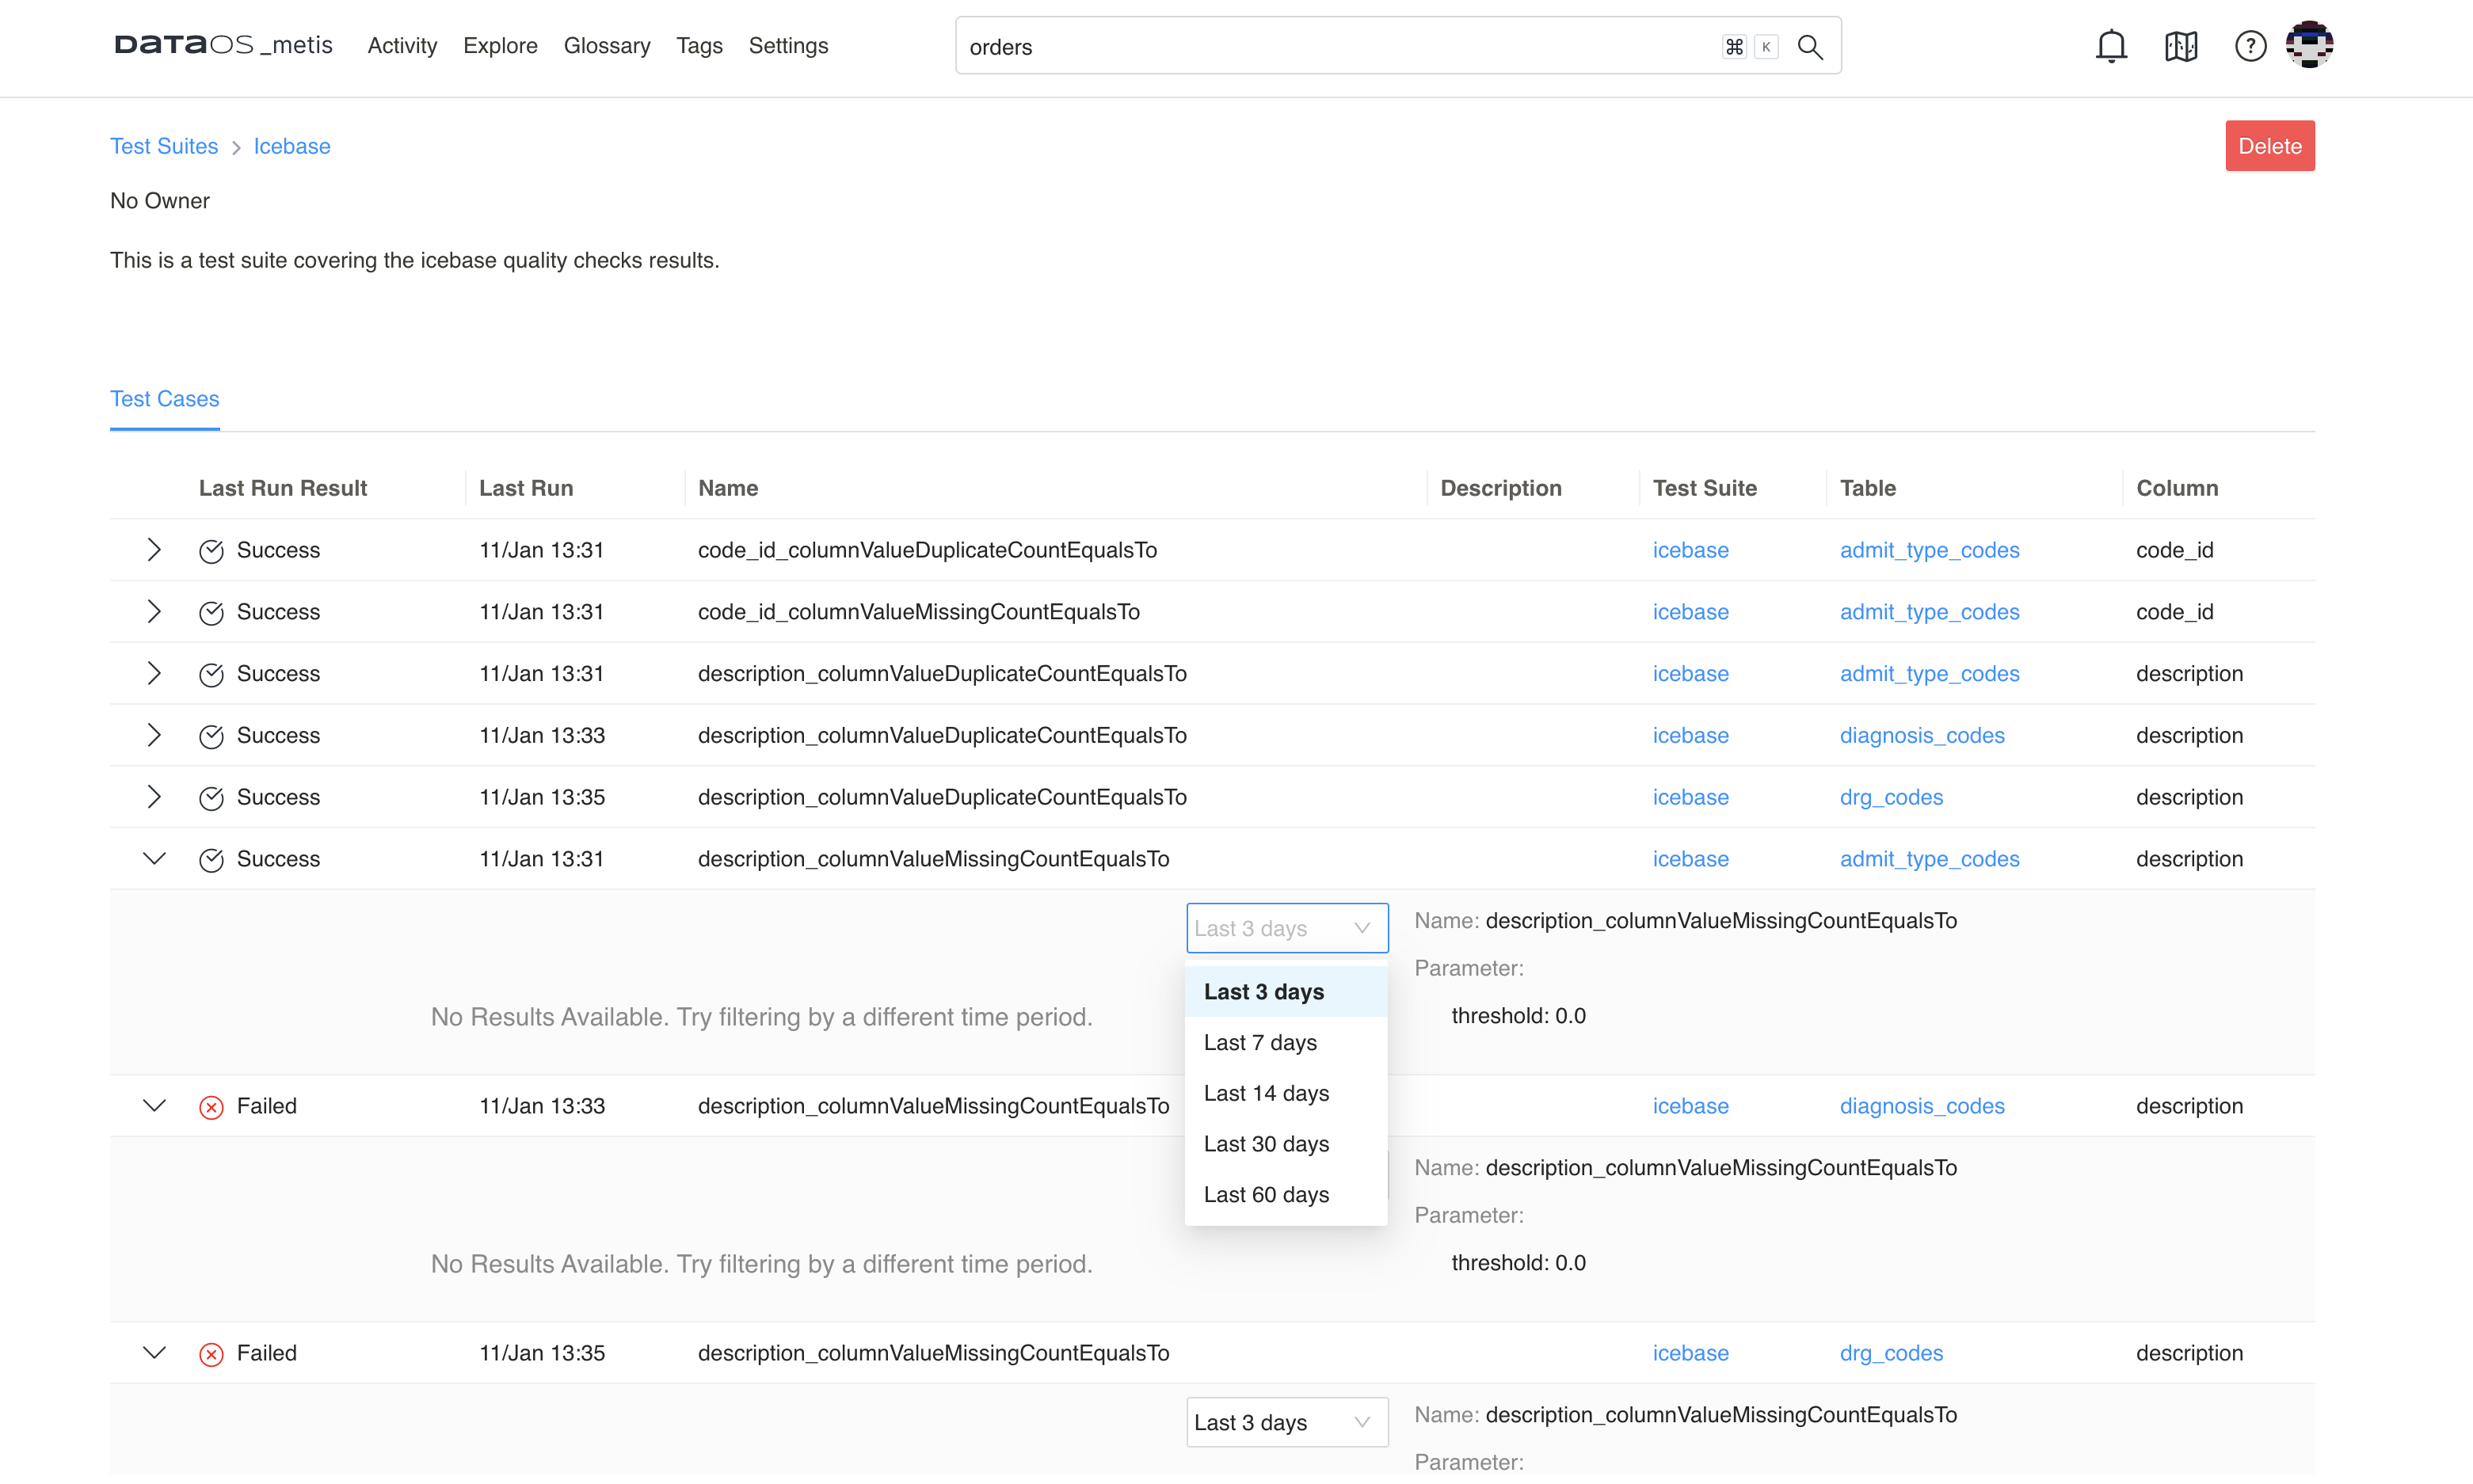 DATAOS _metis Activity Explore Glossary Tags Settings orders ⌘ K ?
Test Suites > Icebase Delete
No Owner
This is a test suite covering the icebase quality checks results.
Test Cases
Last Run Result Last Run Name Description Test Suite Table Column
Success 11/Jan 13:31 code_id_columnValueDuplicateCountEqualsTo icebase admit_type_codes code_id
Success 11/Jan 13:31 code_id_columnValueMissingCountEqualsTo icebase admit_type_codes code_id
Success 11/Jan 13:31 description_columnValueDuplicateCountEqualsTo icebase admit_type_codes description
Success 11/Jan 13:33 description_columnValueDuplicateCountEqualsTo icebase diagnosis_codes description
Success 11/Jan 13:35 description_columnValueDuplicateCountEqualsTo icebase drg_codes description
Success 11/Jan 13:31 description_columnValueMissingCountEqualsTo icebase admit_type_codes description
Last 3 days Name: description_columnValueMissingCountEqualsTo
Parameter:
Last 3 days
No Results Available. Try filtering by a different time period. threshold: 0.0
Last 7 days
Last 14 days
Failed 11/Jan 13:33 description_columnValueMissingCountEqualsTo icebase diagnosis_codes description
Last 30 days
Name: description_columnValueMissingCountEqualsTo
Last 60 days
Parameter:
No Results Available. Try filtering by a different time period. threshold: 0.0
Failed 11/Jan 13:35 description_columnValueMissingCountEqualsTo icebase drg_codes description
Last 3 days Name: description_columnValueMissingCountEqualsTo
Parameter: